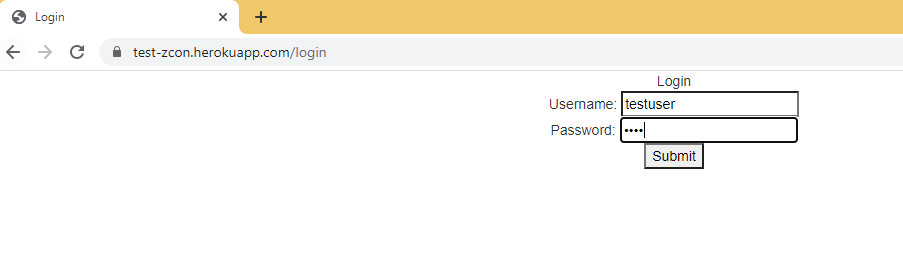 Login
test-zcon.herokuapp.com/login
Login
Username: testuser
Password: ••••
Submit